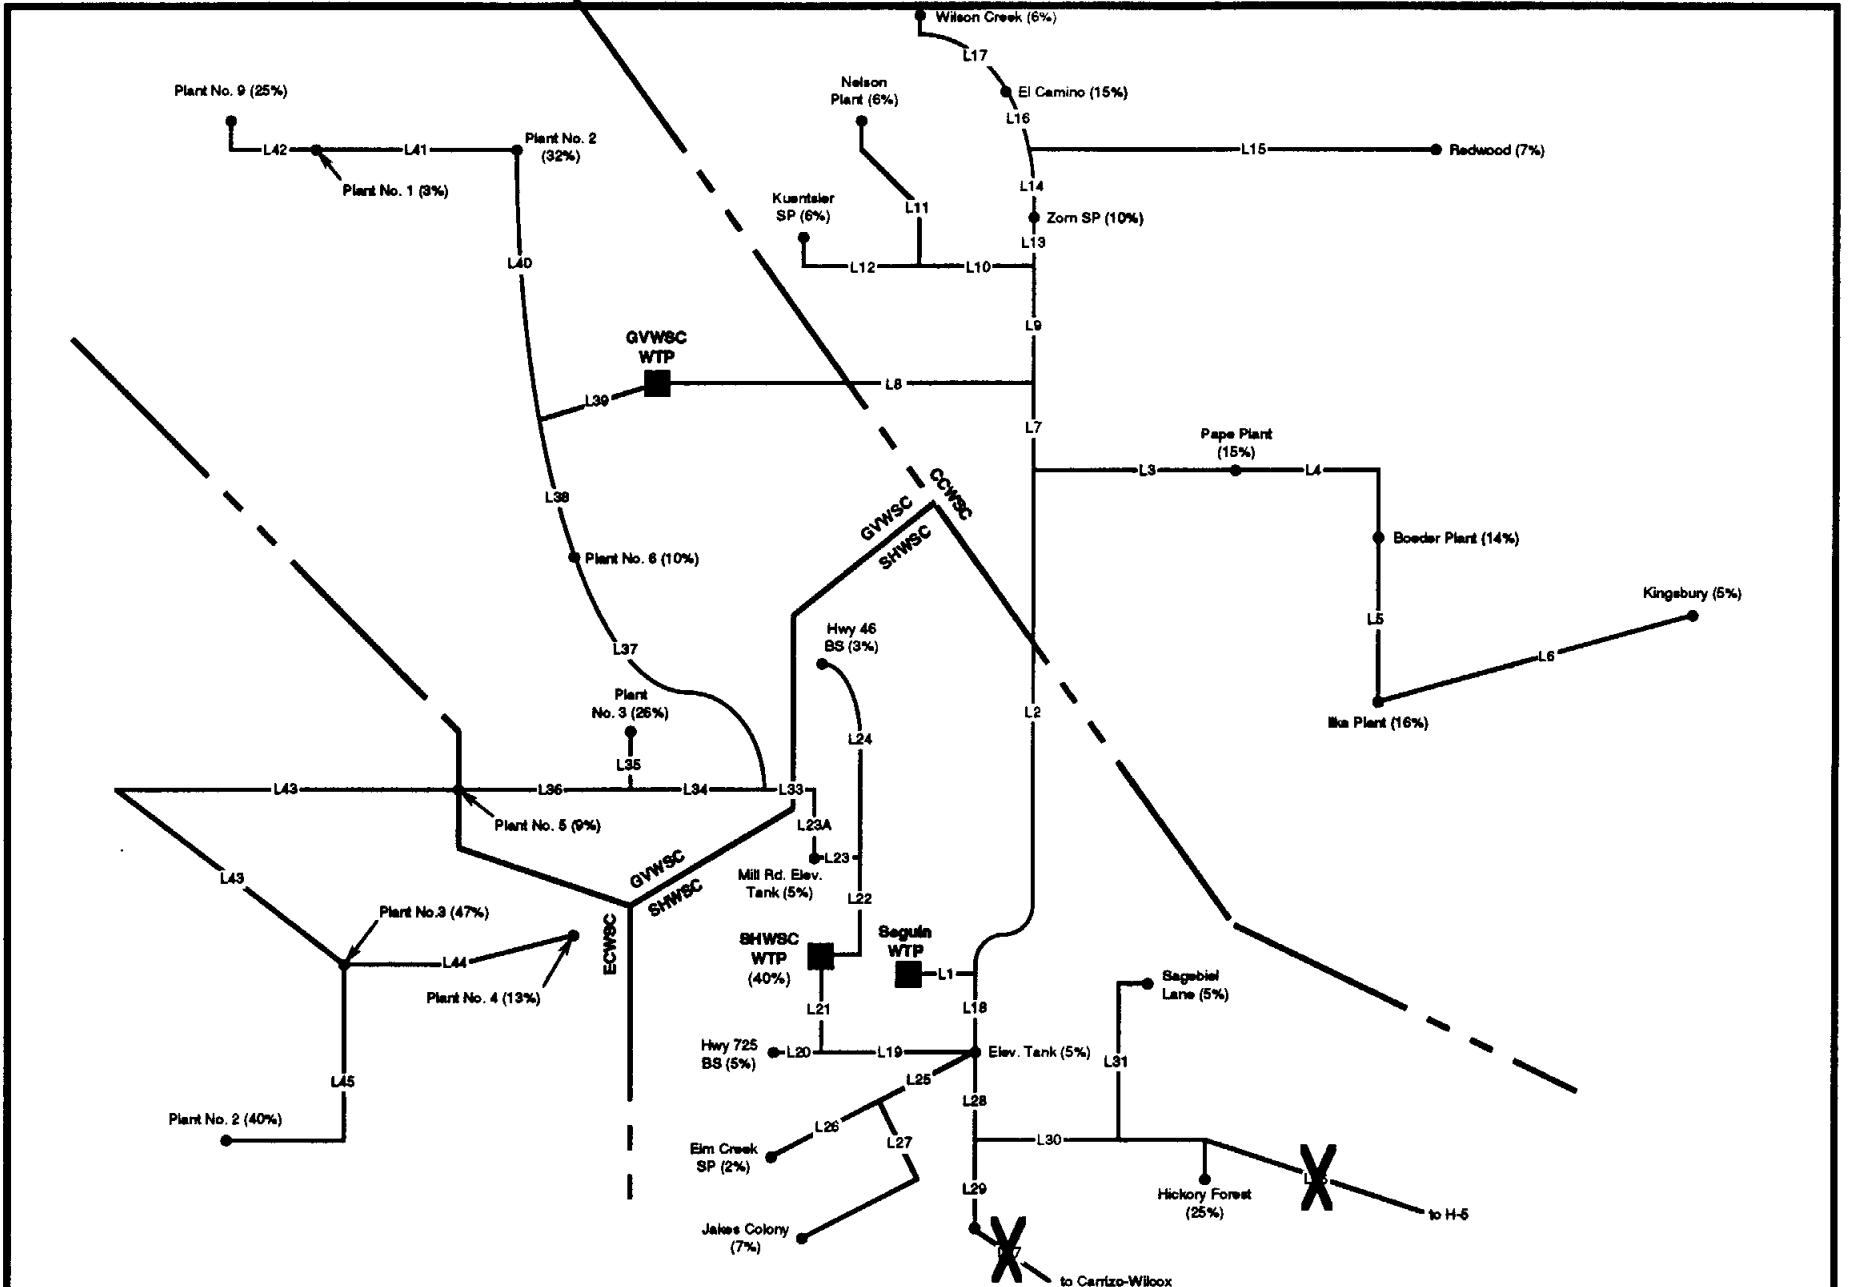 Wilson Creek (6%)
L17
Nelson
Plant (6%)
Plant No. 9 (25%)
El Camino (15%)
L16
Plant No. 2
(32%)
L42
L41
L15
Redwood (7%)
Plant No. 1 (3%)
L14
Kuentsler
SP (6%)
L11
Zorn SP (10%)
L13
L40
L12
L10
L9
GVWSC
WTP
L8
L39
L7
Pape Plant
(15%)
L3
L4
CCWSC
L38
GVWSC
SHWSC
Boeder Plant (14%)
Plant No. 6 (10%)
Kingsbury (5%)
L5
Hwy 46
BS (3%)
L37
L6
Plant
No. 3 (26%)
L2
Ilka Plant (16%)
L24
L35
L43
L36
L34
L33
Plant No. 5 (9%)
L23A
L23
GVWSC
SHWSC
Mill Rd. Elev.
Tank (5%)
L43
L22
Plant No.3 (47%)
ECWSC
SHWSC
WTP
(40%)
Seguin
WTP
L44
L1
Plant No. 4 (13%)
Sagebiel
Lane (5%)
L21
L18
Hwy 725
BS (5%)
L20
L19
Elev. Tank (5%)
L31
L45
L25
L28
Plant No. 2 (40%)
L26
L27
L30
Elm Creek
SP (2%)
L29
Hickory Forest
(25%)
to H-5
Jakes Colony
(7%)
to Carrizo-Wilcox